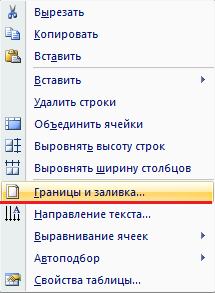 Вырезать
Копировать
Вставить
Вставить
Удалить строки
Объединить ячейки
Выровнять высоту строк
Выровнять ширину столбцов
Границы и заливка...
Направление текста...
Выравнивание ячеек
Автоподбор
Свойства таблицы...